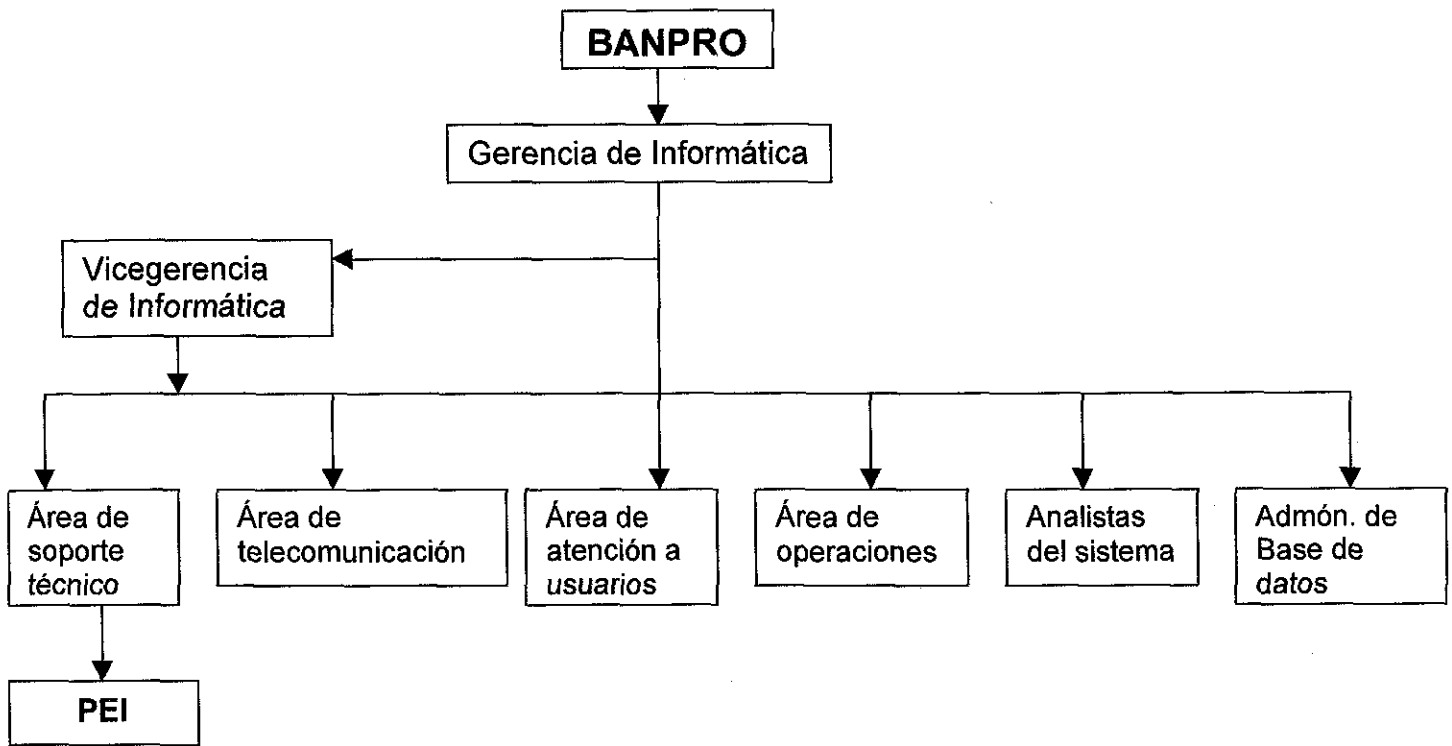 BANPRO
Gerencia de Informática
Vicegerencia
de Informática
Área de
soporte
técnico
Área de
telecomunicación
Área de
atención a
usuarios
Área de
operaciones
Analistas
del sistema
Admón. de
Base de
datos
PEI